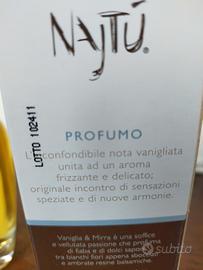 NAJTÚ®
LOTTO 102411
PROFUMO
L'inconfondibile nota vanigliata
unita ad un aroma
frizzante e delicato;
originale incontro di sensazioni
speziate e di nuove armonie.
Vaniglia & Mirra è una soffice
e vellutata passione che profuma
di fiaba e di dolci sapori
tra bianchi fiori appena sbocciati
e ambrate resine balsamiche.
subito